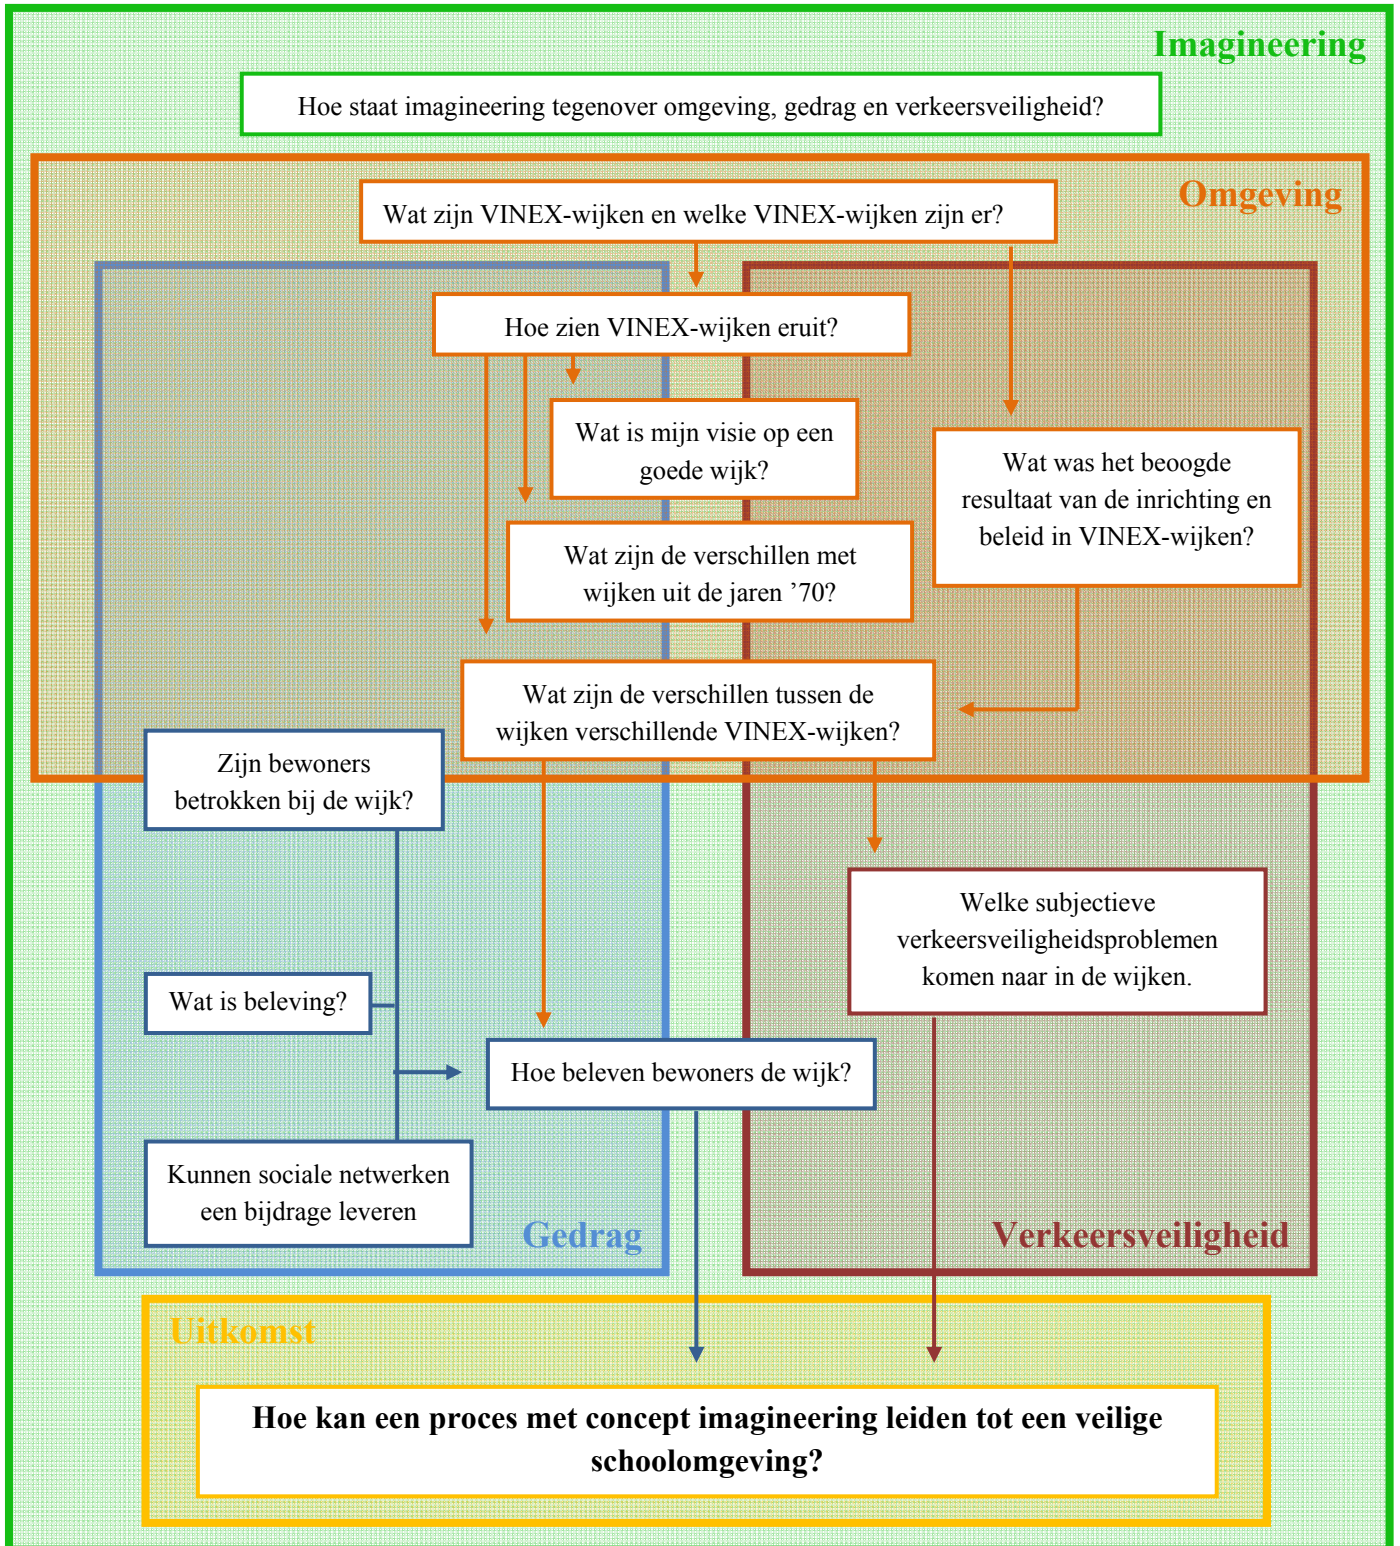 Imagineering
Hoe staat imagineering tegenover omgeving, gedrag en verkeersveiligheid?
Omgeving
Wat zijn VINEX-wijken en welke VINEX-wijken zijn er?
Hoe zien VINEX-wijken eruit?
Wat is mijn visie op een
goede wijk?
Wat was het beoogde
resultaat van de inrichting en
beleid in VINEX-wijken?
Wat zijn de verschillen met
wijken uit de jaren ’70?
Wat zijn de verschillen tussen de
wijken verschillende VINEX-wijken?
Zijn bewoners
betrokken bij de wijk?
Welke subjectieve
verkeersveiligheidsproblemen
komen naar in de wijken.
Wat is beleving?
Hoe beleven bewoners de wijk?
Kunnen sociale netwerken
een bijdrage leveren
Gedrag
Verkeersveiligheid
Uitkomst
Hoe kan een proces met concept imagineering leiden tot een veilige
schoolomgeving?